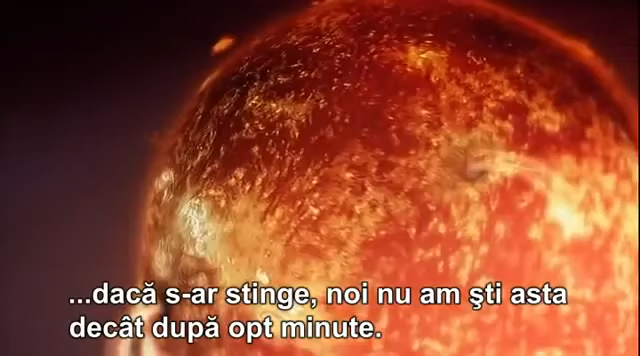 ...dacă s-ar stinge, noi nu am şti asta
decât după opt minute.